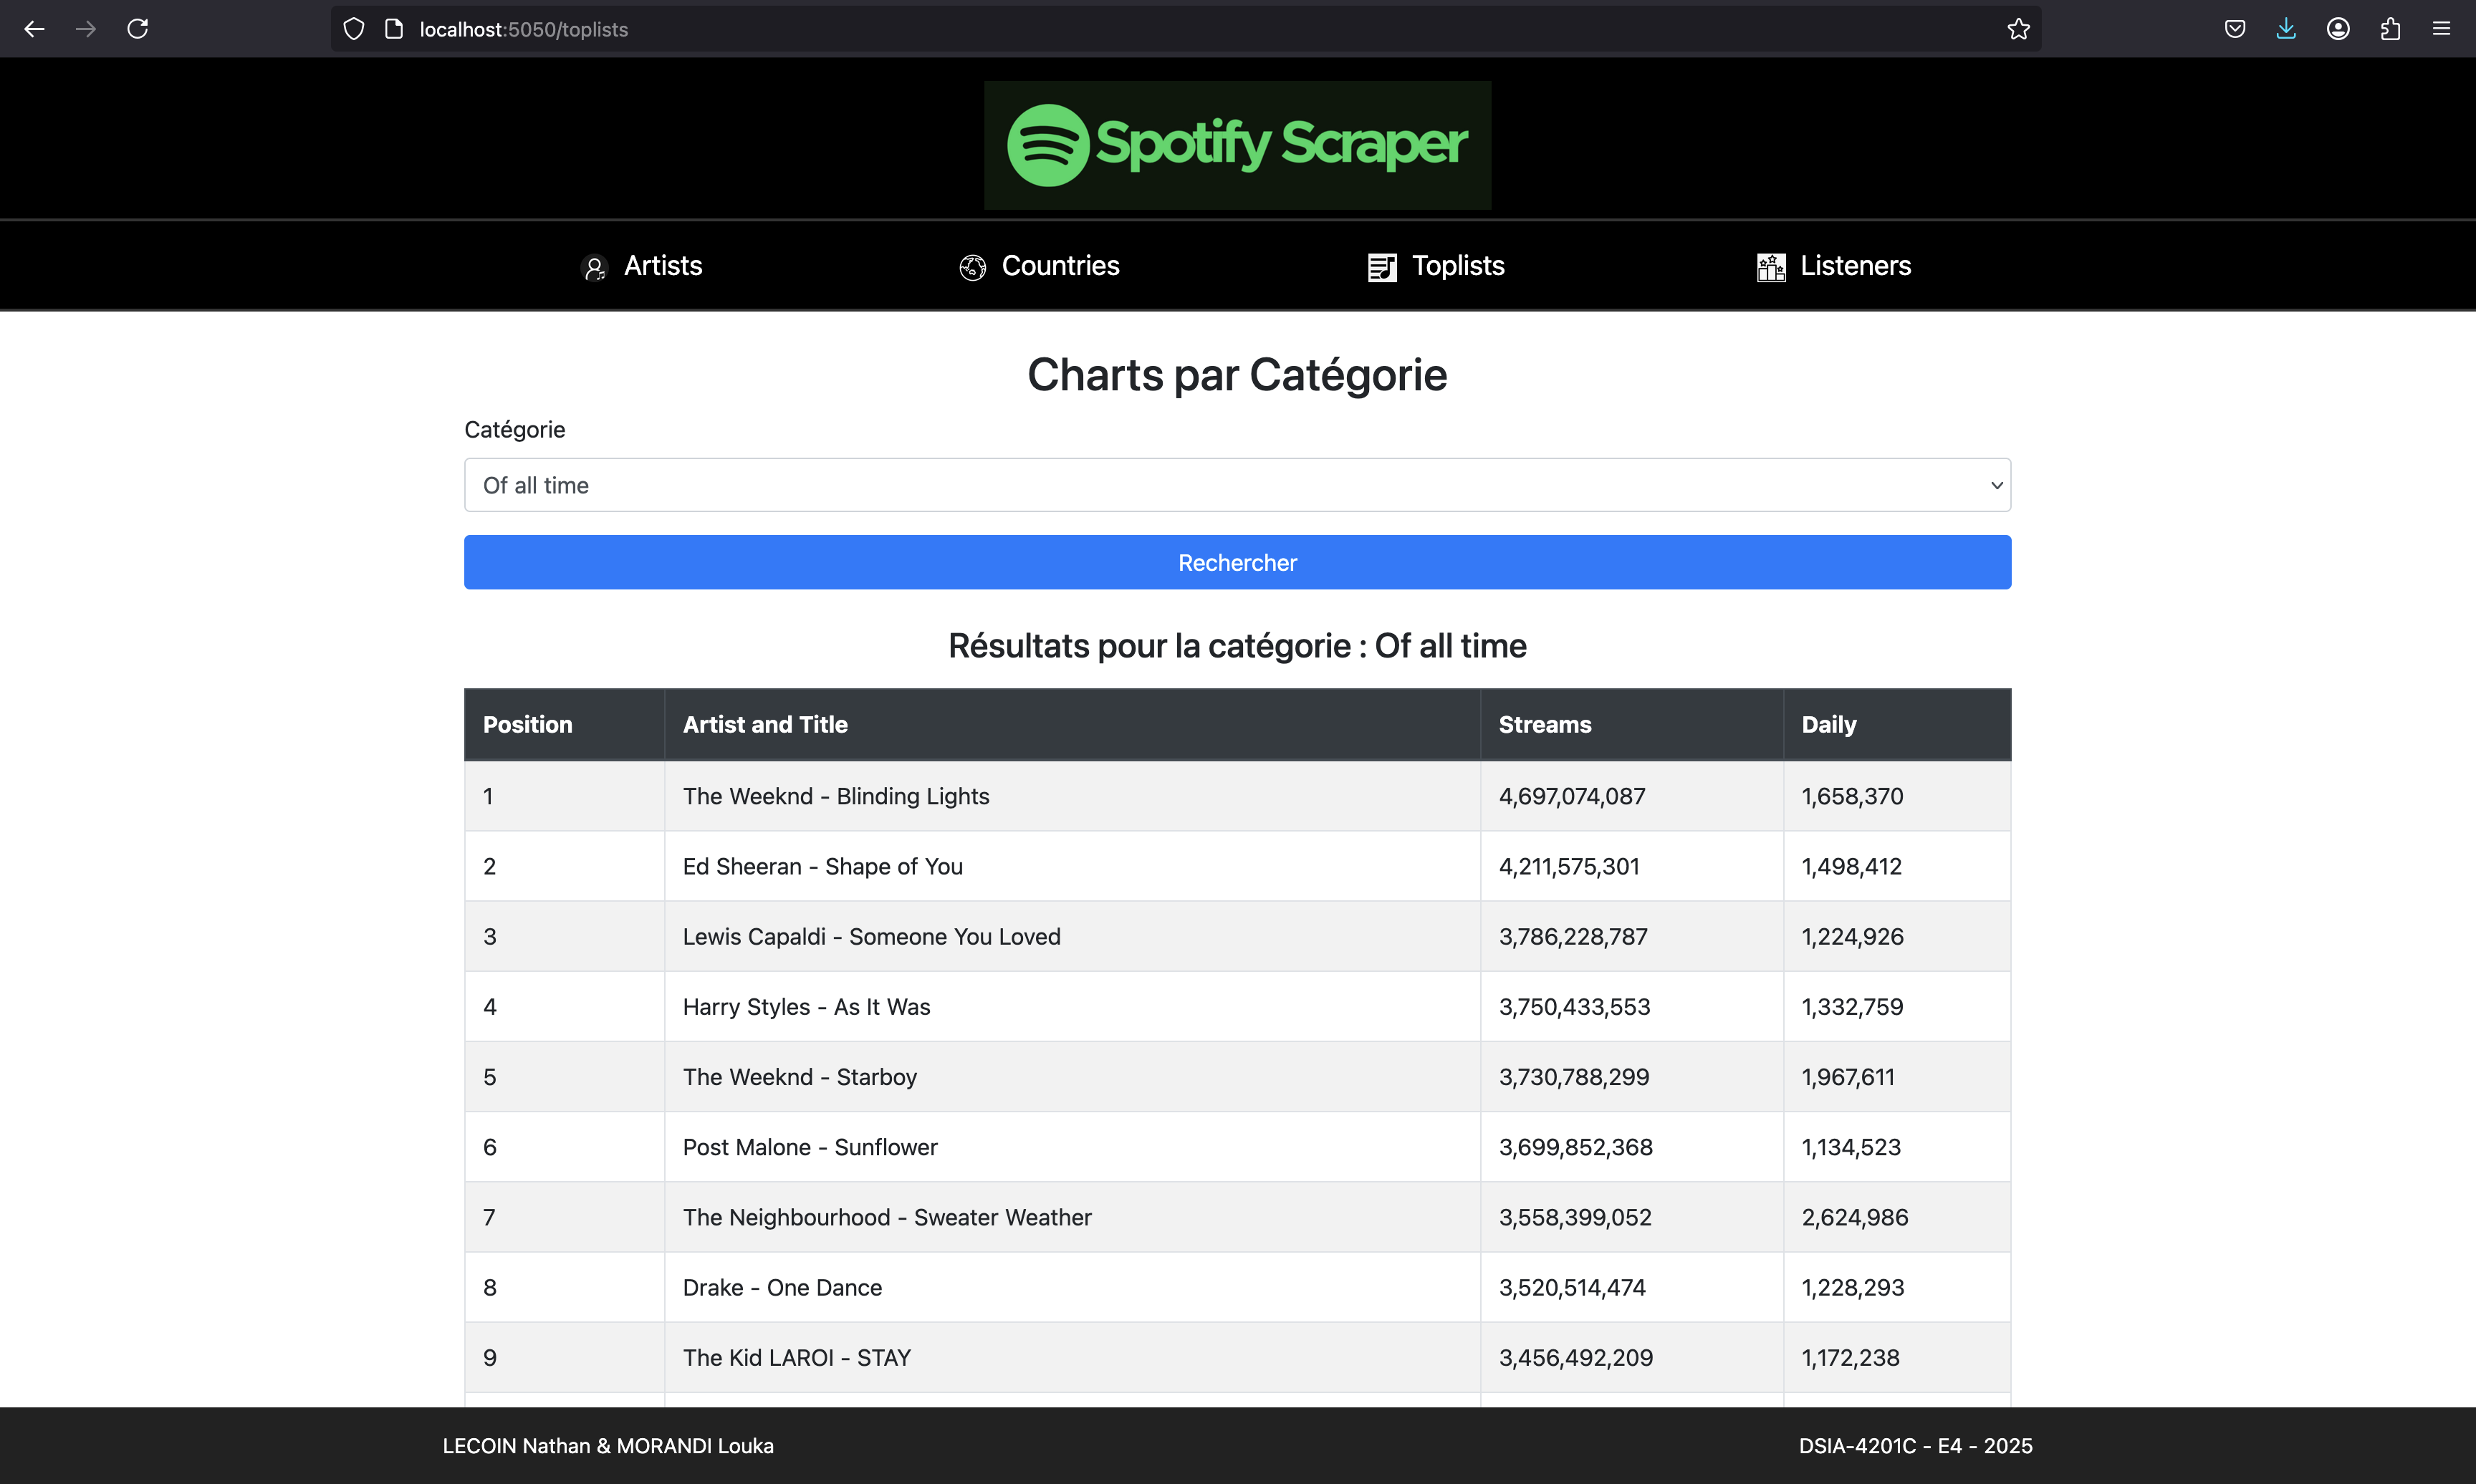 localhost:5050/toplists
Spotify Scraper
Artists Countries Toplists Listeners
Charts par Catégorie
Catégorie
Of all time
Rechercher
Résultats pour la catégorie : Of all time
Position Artist and Title Streams Daily
1 The Weeknd - Blinding Lights 4,697,074,087 1,658,370
2 Ed Sheeran - Shape of You 4,211,575,301 1,498,412
3 Lewis Capaldi - Someone You Loved 3,786,228,787 1,224,926
4 Harry Styles - As It Was 3,750,433,553 1,332,759
5 The Weeknd - Starboy 3,730,788,299 1,967,611
6 Post Malone - Sunflower 3,699,852,368 1,134,523
7 The Neighbourhood - Sweater Weather 3,558,399,052 2,624,986
8 Drake - One Dance 3,520,514,474 1,228,293
9 The Kid LAROI - STAY 3,456,492,209 1,172,238
LECOIN Nathan & MORANDI Louka DSIA-4201C - E4 - 2025